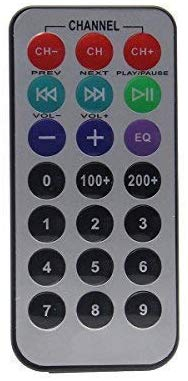 CHANNEL
CH− CH CH+
PREV NEXT PLAY/PAUSE
VOL− VOL+
EQ
0 100+ 200+
1 2 3
4 5 6
7 8 9